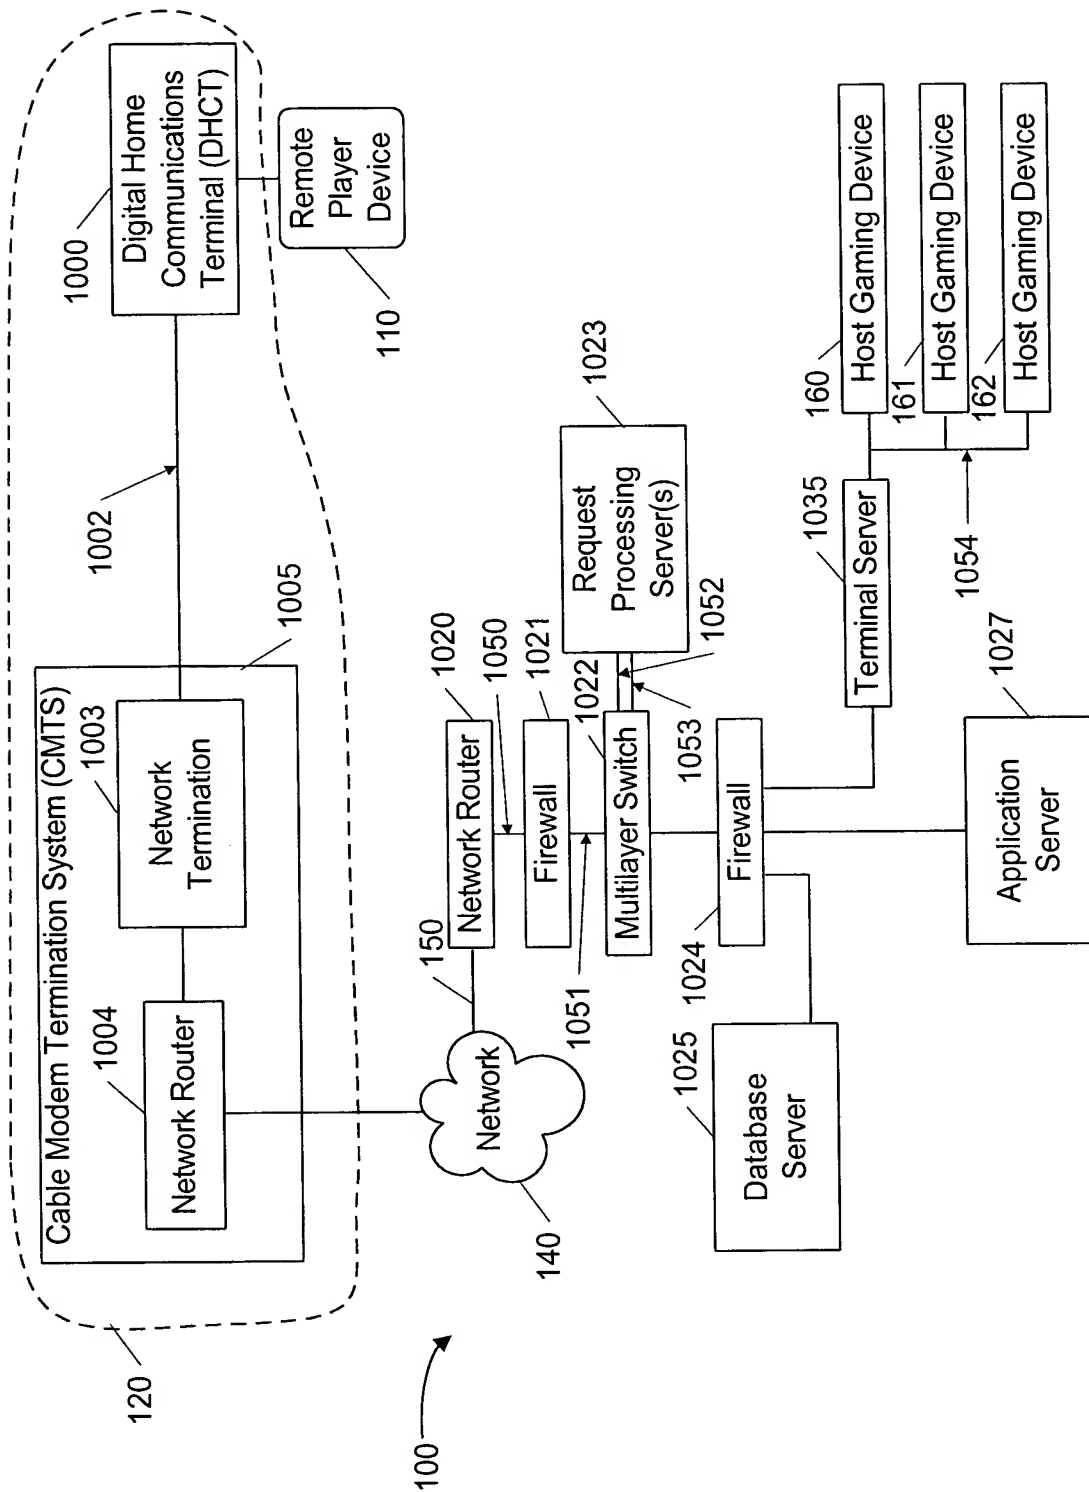 Cable Modem Termination System (CMTS)
1005
1003
Network
Termination
1004
Network Router
1002
1000
Digital Home
Communications
Terminal (DHCT)
Remote
Player
Device
110
120
100
140
Network
150
1020
Network Router
1050
1021
Firewall
1051
1022
Multilayer Switch
1052
1053
1023
Request
Processing
Server(s)
1024
Firewall
1025
Database
Server
1027
Application
Server
1035
Terminal Server
1054
160
Host Gaming Device
161
Host Gaming Device
162
Host Gaming Device